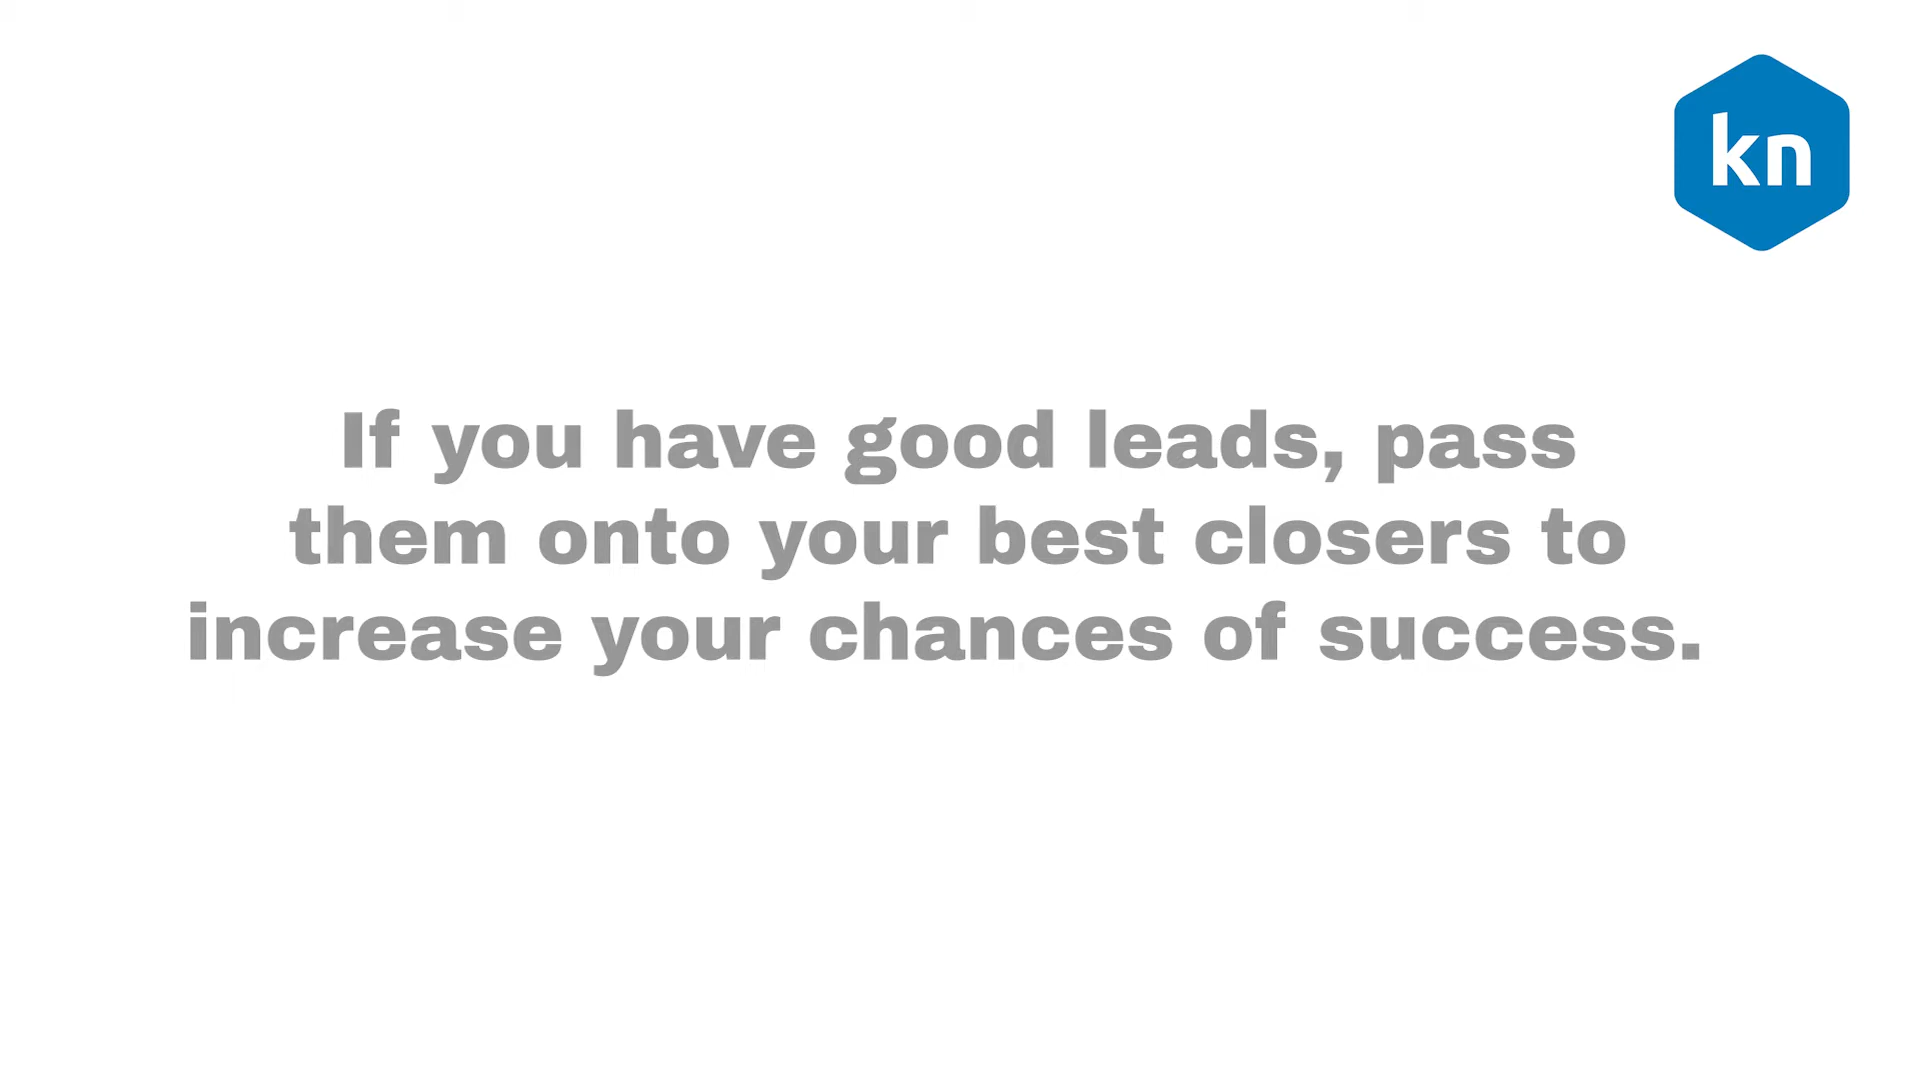 kn
If you have good leads, pass
them onto your best closers to
increase your chances of success.